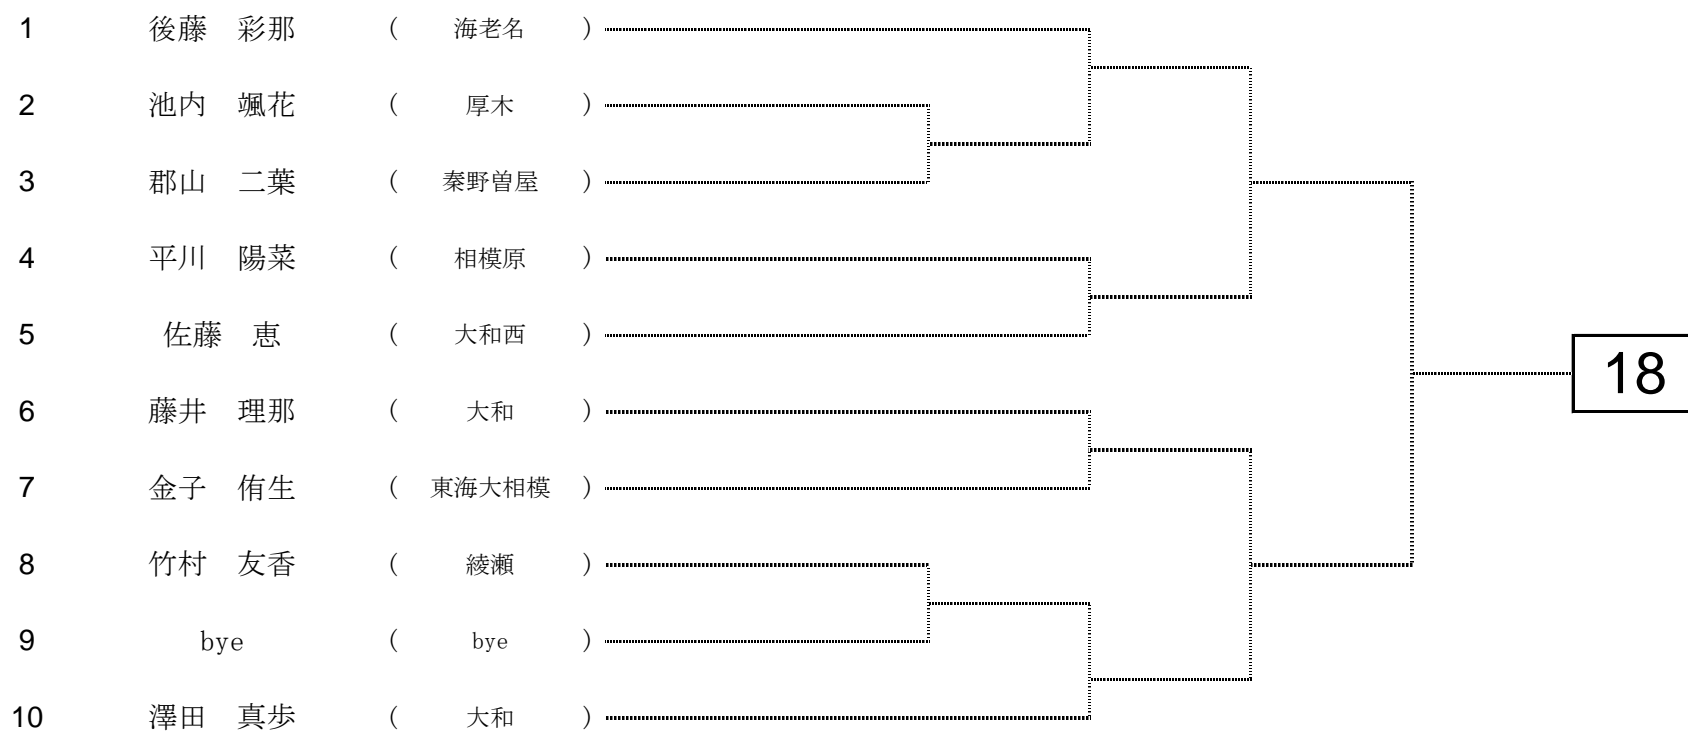 1 後藤　彩那 ( 海老名 )
2 池内　颯花 ( 厚木 )
3 郡山　二葉 ( 秦野曽屋 )
4 平川　陽菜 ( 相模原 )
5 佐藤　恵 ( 大和西 )
18
6 藤井　理那 ( 大和 )
7 金子　侑生 ( 東海大相模 )
8 竹村　友香 ( 綾瀬 )
9 bye ( bye )
10 澤田　真歩 ( 大和 )